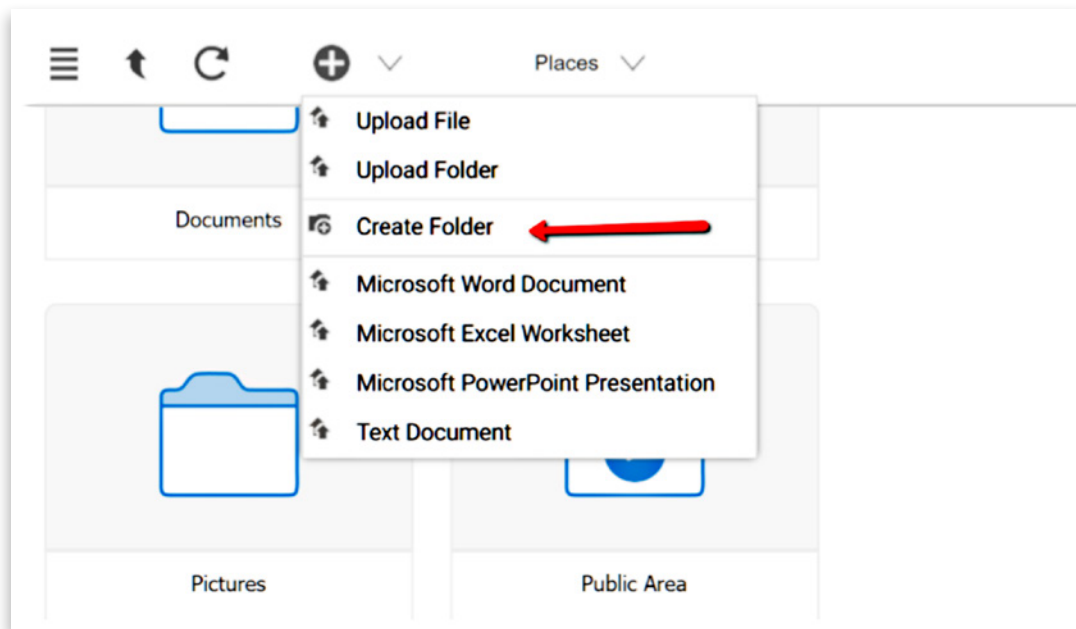 Places
Upload File
Upload Folder
Documents
Create Folder
Microsoft Word Document
Microsoft Excel Worksheet
Microsoft PowerPoint Presentation
Text Document
Pictures
Public Area